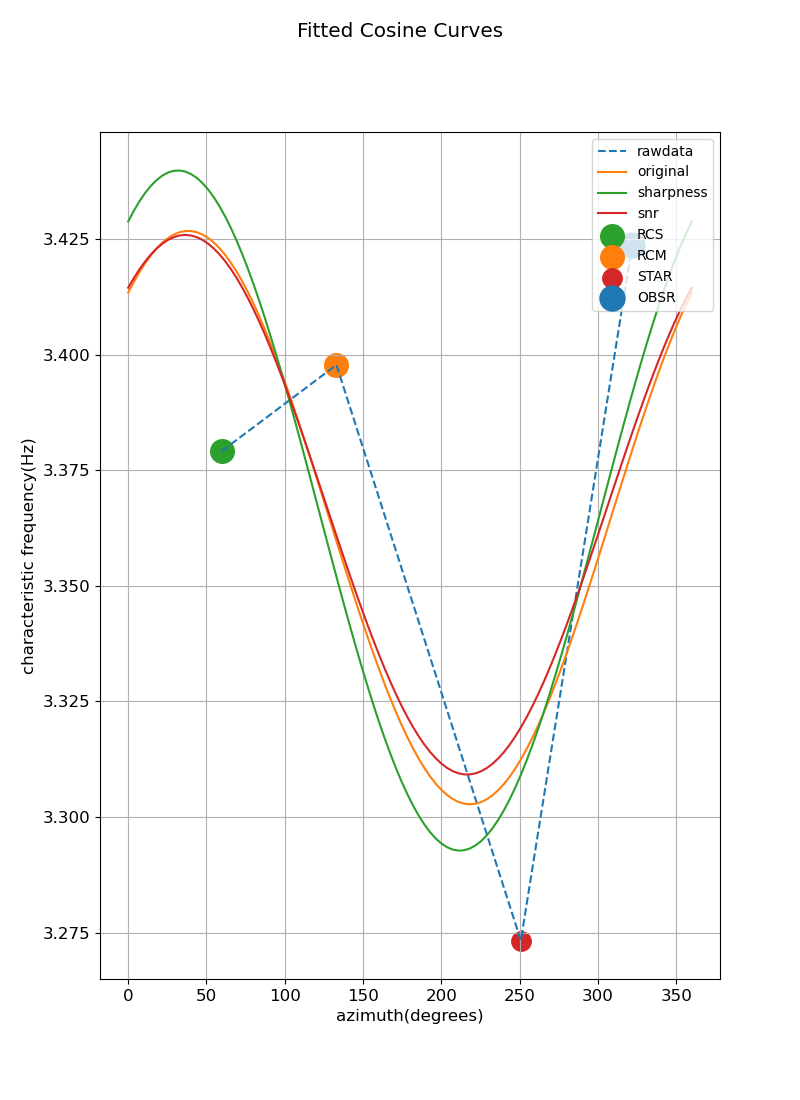 Fitted Cosine Curves
rawdata
original
sharpness
snr
RCS
RCM
STAR
OBSR
characteristic frequency(Hz)
3.425
3.400
3.375
3.350
3.325
3.300
3.275
0 50 100 150 200 250 300 350
azimuth(degrees)